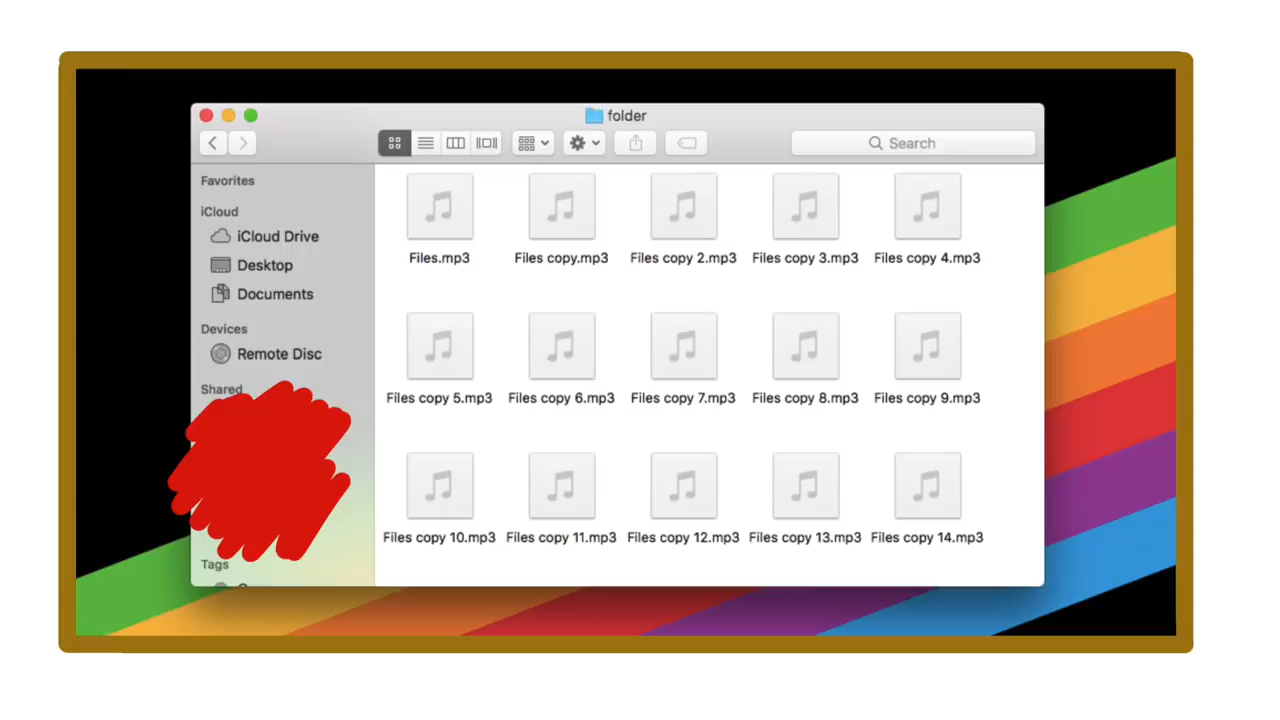 folder
Search
Favorites
iCloud
iCloud Drive
Desktop
Documents
Devices
Remote Disc
Shared
Tags
Files.mp3 Files copy.mp3 Files copy 2.mp3 Files copy 3.mp3 Files copy 4.mp3
Files copy 5.mp3 Files copy 6.mp3 Files copy 7.mp3 Files copy 8.mp3 Files copy 9.mp3
Files copy 10.mp3 Files copy 11.mp3 Files copy 12.mp3 Files copy 13.mp3 Files copy 14.mp3